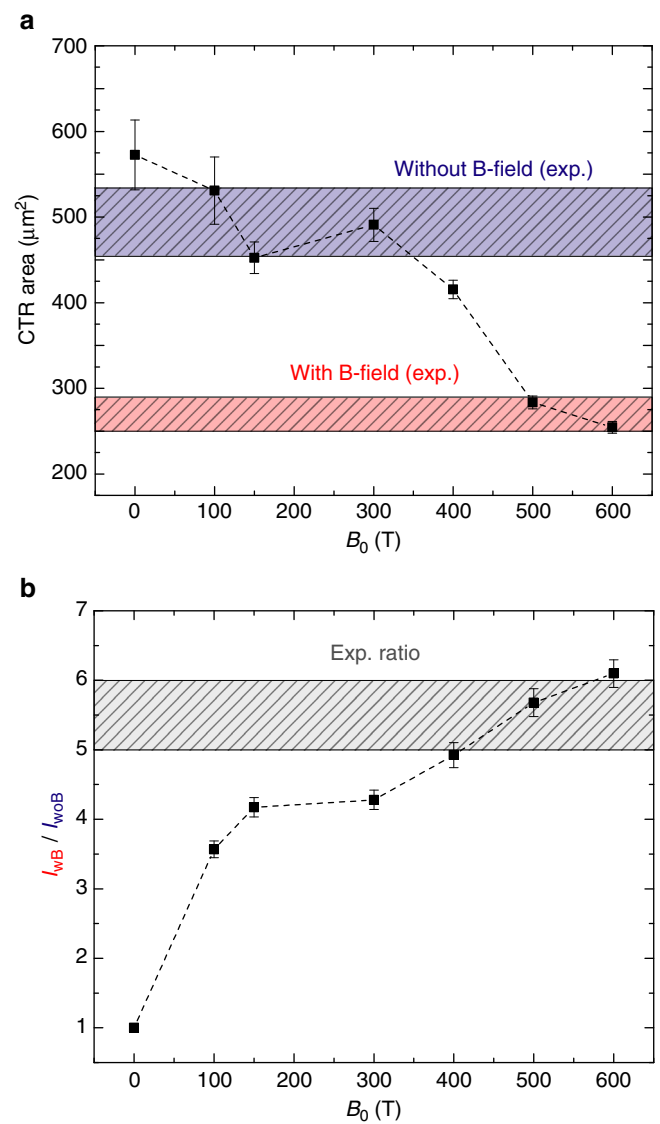 a
700
600
500
400
300
200
CTR area (μm²)
Without B-field (exp.)
With B-field (exp.)
0 100 200 300 400 500 600
B₀ (T)
b
7
6
5
4
3
2
1
I_wB / I_woB
Exp. ratio
0 100 200 300 400 500 600
B₀ (T)